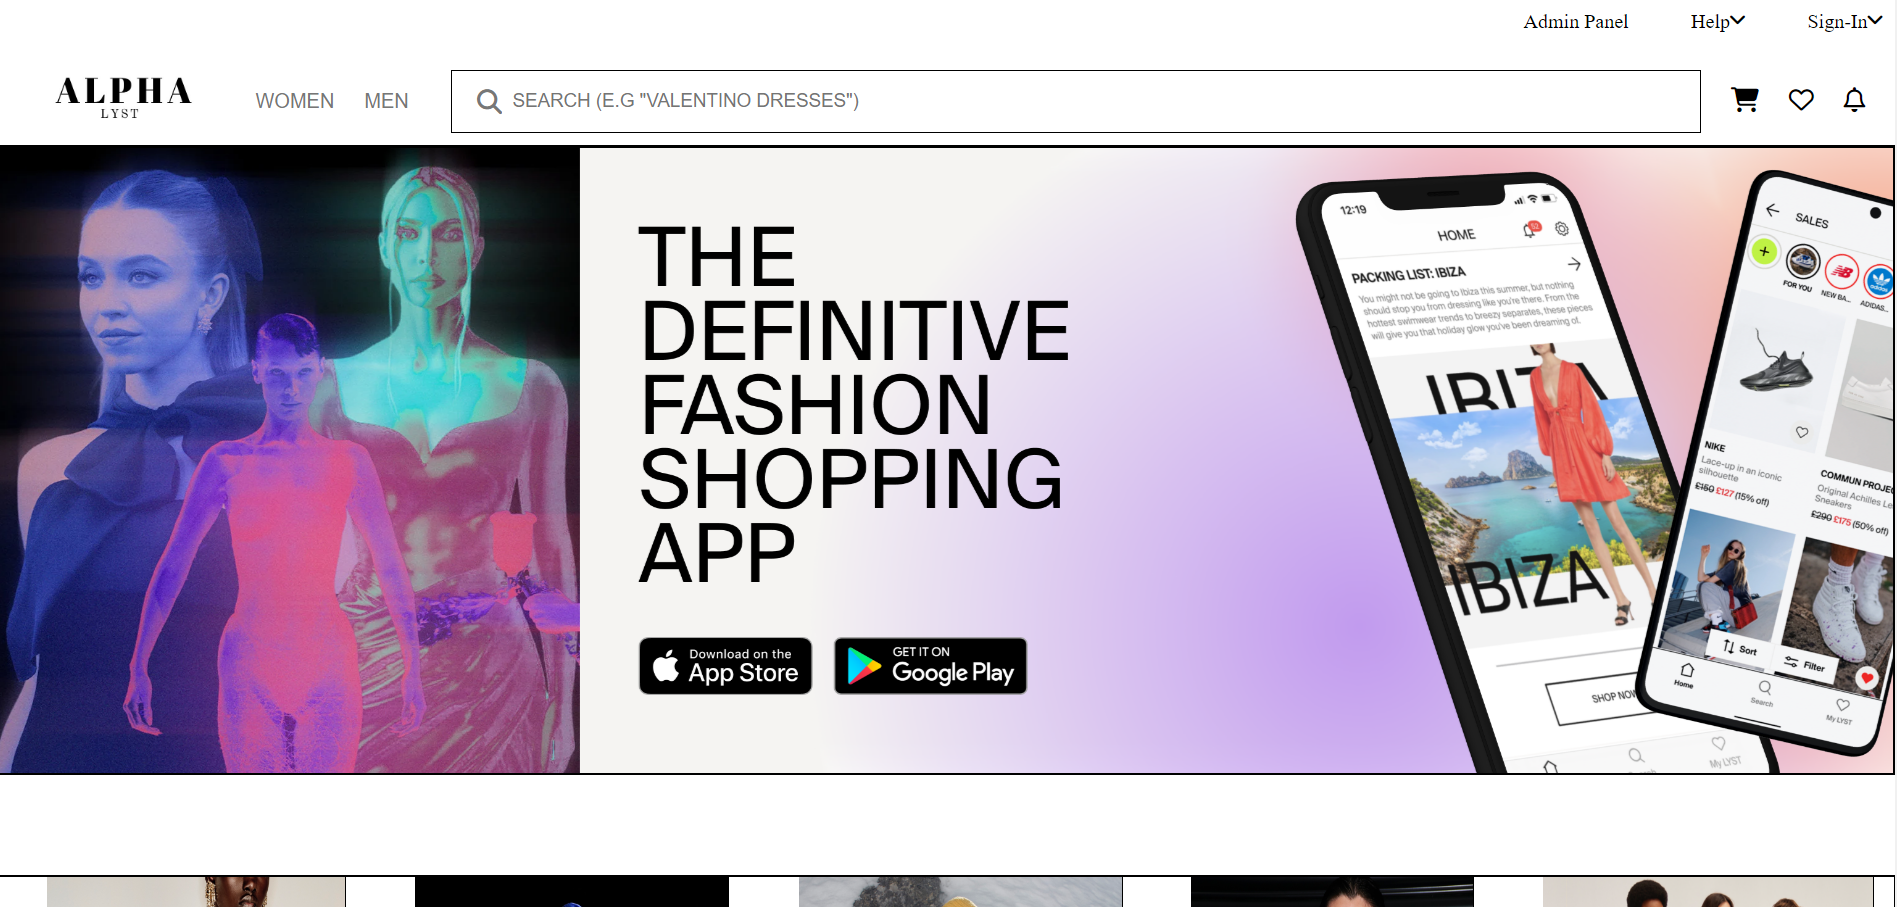 Admin Panel
Help
Sign-In
ALPHA
LYST
WOMEN
MEN
SEARCH (E.G "VALENTINO DRESSES")
THE
DEFINITIVE
FASHION
SHOPPING
APP
Download on the
App Store
GET IT ON
Google Play
12:19
HOME
52
PACKING LIST: IBIZA
You might not be going to Ibiza this summer, but nothing
should stop you from dressing like you're there. From the
hottest swimwear trends to breezy separates, these pieces
will give you that holiday glow you've been dreaming of.
IBIZA
IBIZA
SHOP NOW
My LYST
SALES
FOR YOU
NEW BA...
adidas
ADIDAS...
NIKE
Lace-up in an iconic
silhouette
£150 £127 (15% off)
COMMUN PROJEC
Original Achilles Le
Sneakers
£290 £175 (50% off)
Sort
Filter
Home
Search
My LYST